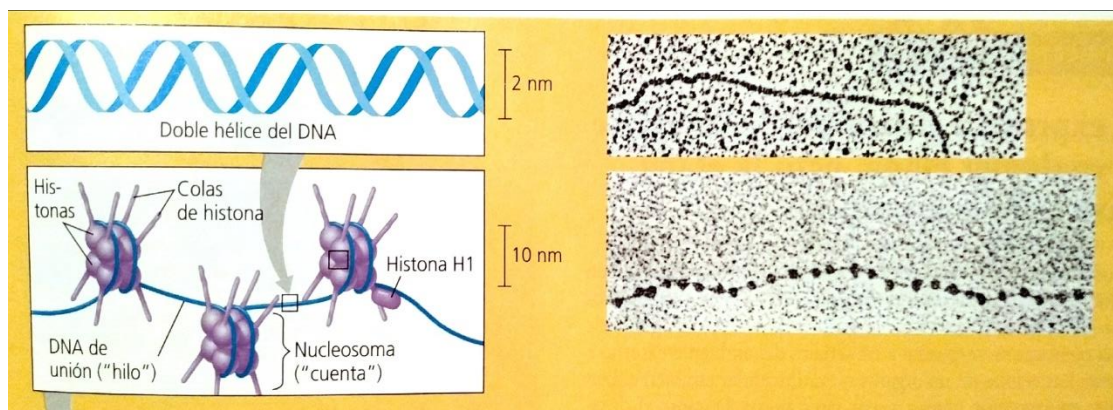 2 nm
Doble hélice del DNA
His-
tonas
Colas
de histona
10 nm
Histona H1
DNA de
unión ("hilo")
Nucleosoma
("cuenta")